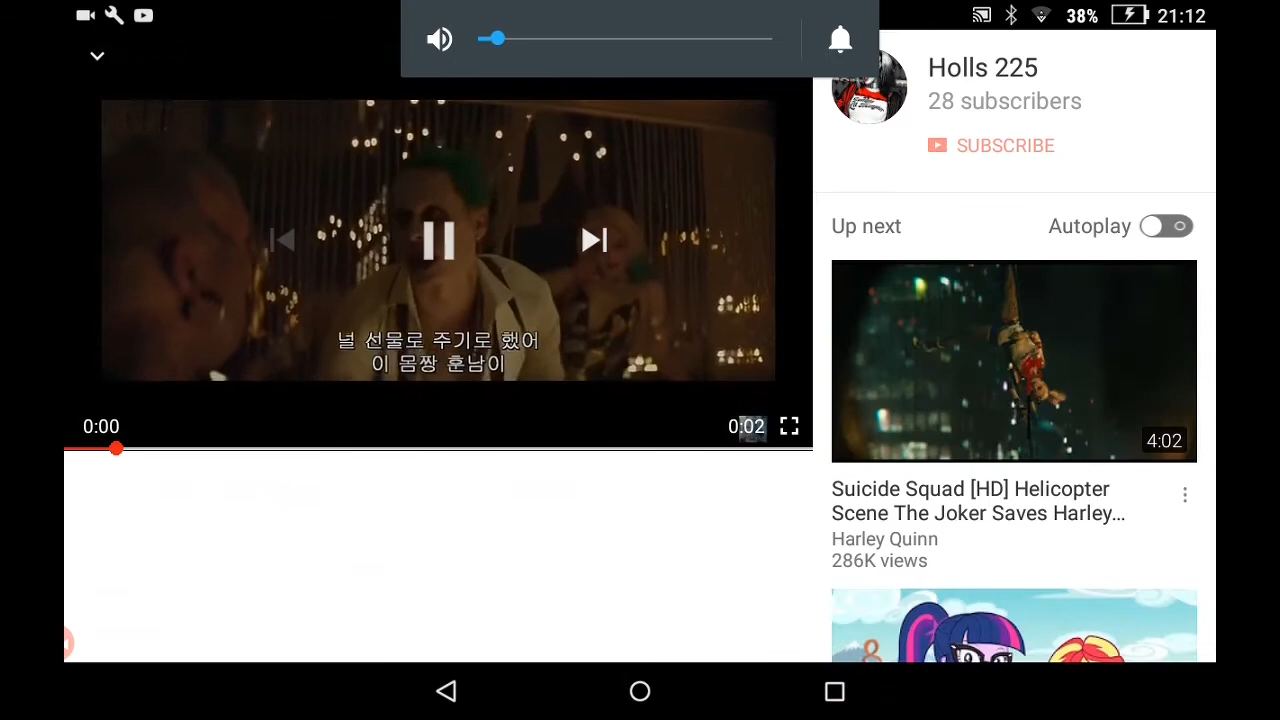 38% 21:12
Holls 225
28 subscribers
SUBSCRIBE
널 선물로 주기로 했어
이 몸짱 훈남이
0:00
0:02
Up next
Autoplay
4:02
Suicide Squad [HD] Helicopter
Scene The Joker Saves Harley...
Harley Quinn
286K views